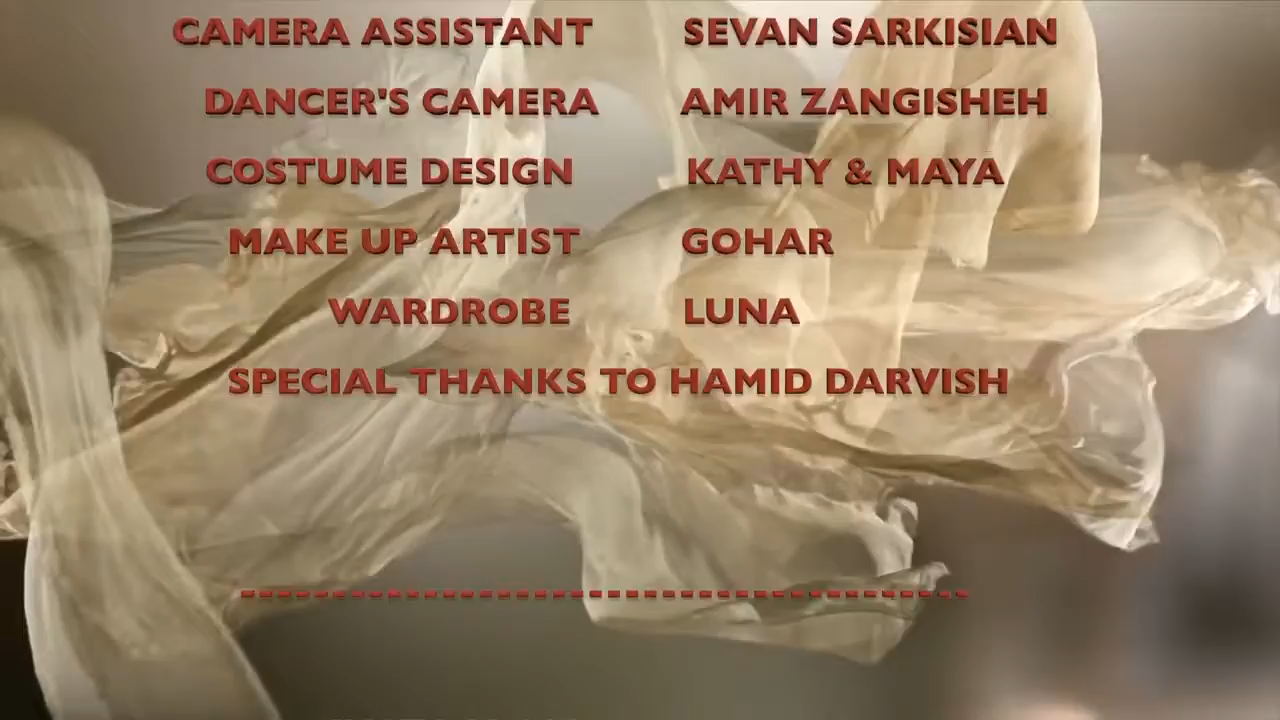 CAMERA ASSISTANT SEVAN SARKISIAN
DANCER'S CAMERA AMIR ZANGISHEH
COSTUME DESIGN KATHY & MAYA
MAKE UP ARTIST GOHAR
WARDROBE LUNA
SPECIAL THANKS TO HAMID DARVISH
----------------------------------------